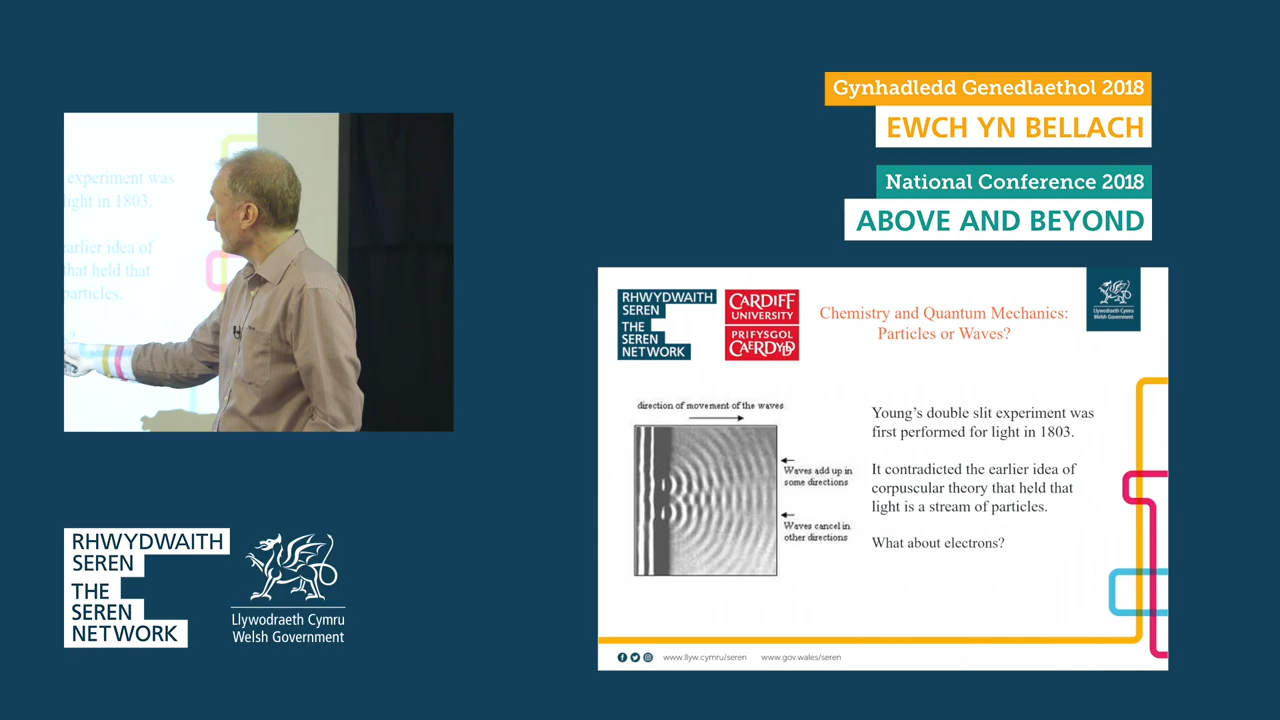 Gynhadledd Genedlaethol 2018
EWCH YN BELLACH
National Conference 2018
ABOVE AND BEYOND
experiment was
light in 1803.
earlier idea of
that held that
particles.
RHWYDWAITH
SEREN
THE
SEREN
NETWORK
CARDIFF
UNIVERSITY
PRIFYSGOL
CAERDYDD
Chemistry and Quantum Mechanics:
Particles or Waves?
Llywodraeth Cymru
Welsh Government
direction of movement of the waves
Waves add up in
some directions
Waves cancel in
other directions
Young's double slit experiment was
first performed for light in 1803.
It contradicted the earlier idea of
corpuscular theory that held that
light is a stream of particles.
What about electrons?
www.llyw.cymru/seren www.gov.wales/seren
RHWYDWAITH
SEREN
THE
SEREN
NETWORK
Llywodraeth Cymru
Welsh Government